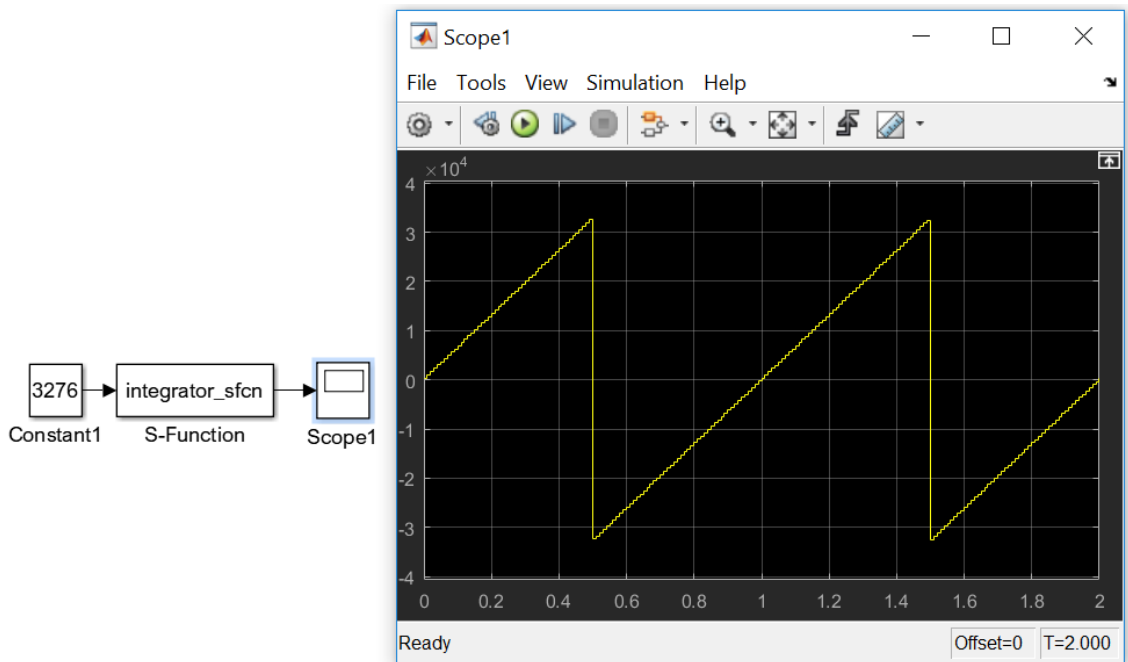 Scope1
File Tools View Simulation Help
×10⁴
4
3
2
1
0
-1
-2
-3
-4
0 0.2 0.4 0.6 0.8 1 1.2 1.4 1.6 1.8 2
Ready Offset=0 T=2.000
3276 integrator_sfcn
Constant1 S-Function Scope1